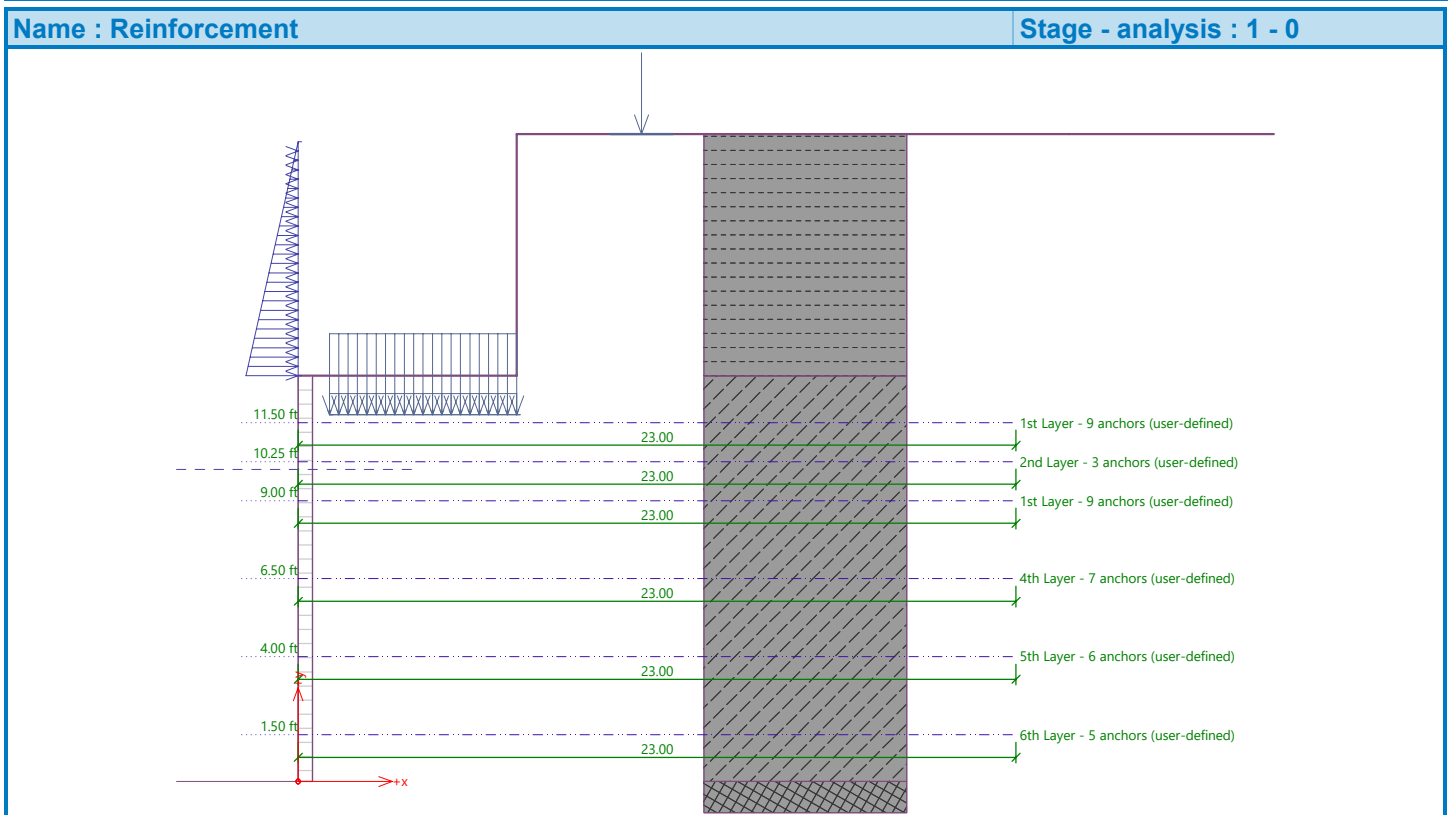 Name : Reinforcement
Stage - analysis : 1 - 0
11.50 ft
1st Layer - 9 anchors (user-defined)
23.00
10.25 ft
2nd Layer - 3 anchors (user-defined)
23.00
9.00 ft
1st Layer - 9 anchors (user-defined)
23.00
6.50 ft
4th Layer - 7 anchors (user-defined)
23.00
4.00 ft
5th Layer - 6 anchors (user-defined)
23.00
1.50 ft
6th Layer - 5 anchors (user-defined)
23.00
+x